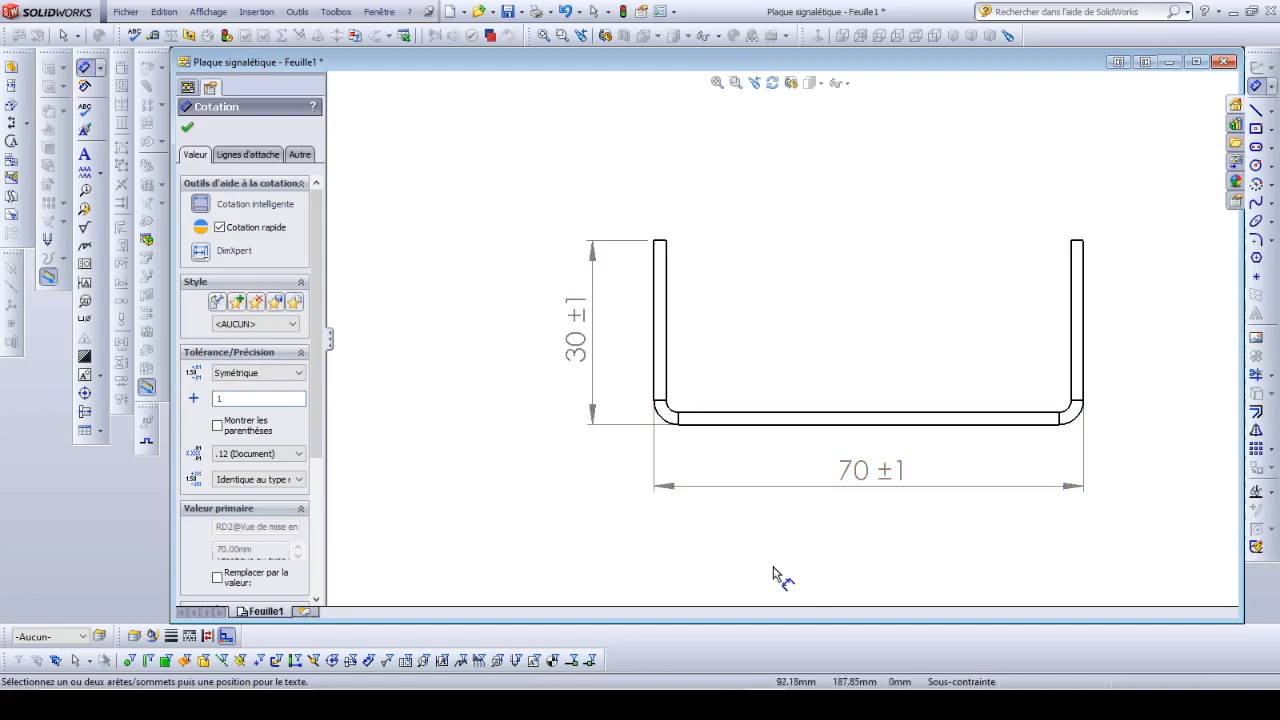 SOLIDWORKS
Fichier Edition Affichage Insertion Outils Toolbox Fenêtre ?
Plaque signalétique - Feuille1 *
Rechercher dans l'aide de SolidWorks
Plaque signalétique - Feuille1 *
Cotation ?
Valeur Lignes d'attache Autre
Outils d'aide à la cotation
Cotation intelligente
Cotation rapide
DimXpert
Style
<AUCUN>
Tolérance/Précision
Symétrique
1
Montrer les
parenthèses
.12 (Document)
Identique au type r
Valeur primaire
RD2@Vue de mise en
70.00mm
Remplacer par la
valeur:
30 ±1
70 ±1
Feuille1
-Aucun-
Sélectionnez un ou deux arêtes/sommets puis une position pour le texte.
92.18mm 187.85mm 0mm Sous-contrainte